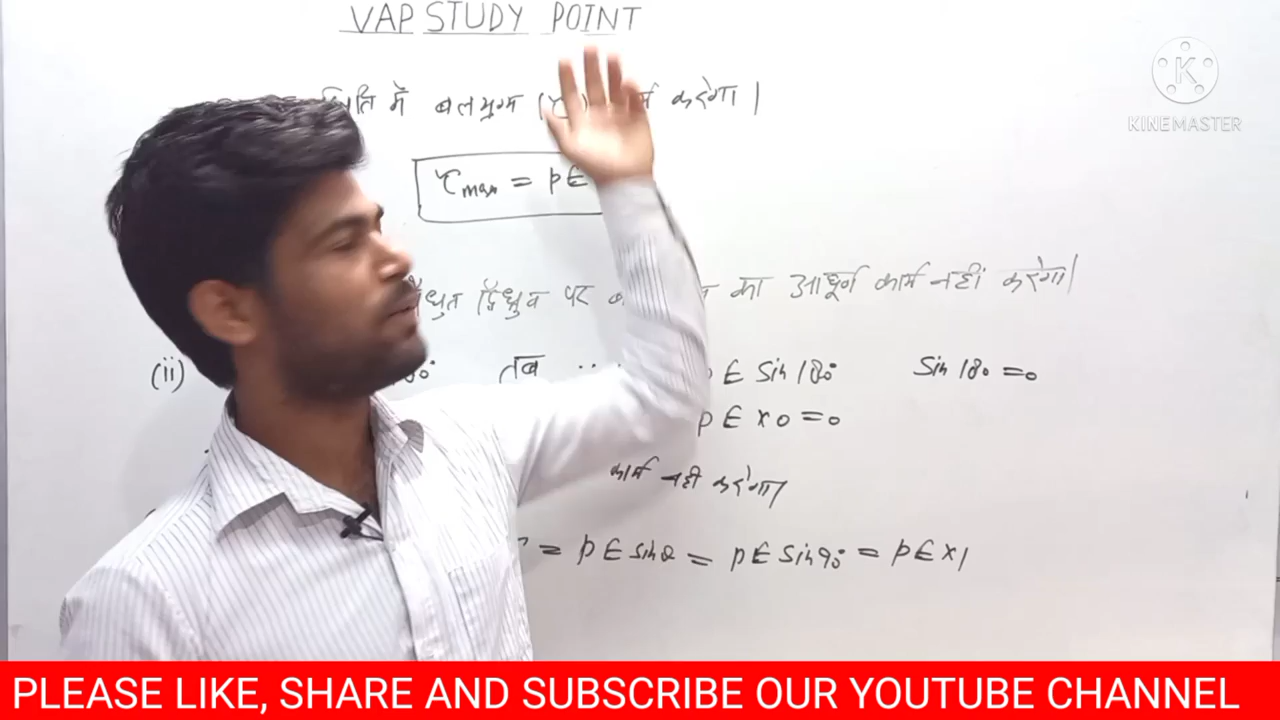 VAP STUDY POINT
में बलयुग्म करेगा।
τmax = PE
द्विध्रुव पर का आघूर्ण कार्य नहीं करेगा।
(ii) तब PE Sin 180° Sin 180 = 0
PE x 0 = 0
कार्य नही करेगा।
= PE Sinθ = PE Sin 90° = PE x 1
K
KINEMASTER
PLEASE LIKE, SHARE AND SUBSCRIBE OUR YOUTUBE CHANNEL